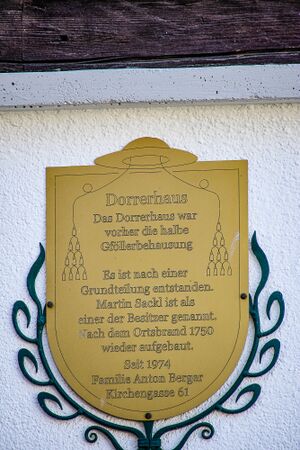 Dorrerhaus
Das Dorrerhaus war
vorher die halbe
Gföllerbehausung
Es ist nach einer
Grundteilung entstanden.
Martin Sackl ist als
einer der Besitzer genannt.
Nach dem Ortsbrand 1750
wieder aufgebaut.
Seit 1974
Familie Anton Berger
Kirchengasse 61